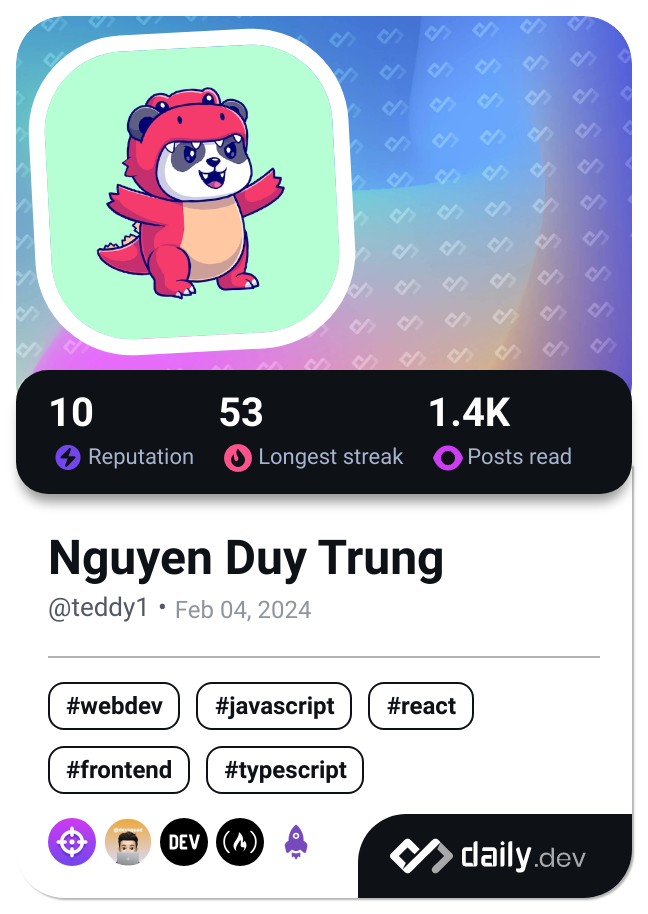 10 53 1.4K
Reputation Longest streak Posts read
Nguyen Duy Trung
@teddy1 • Feb 04, 2024
#webdev #javascript #react
#frontend #typescript
DEV
daily.dev